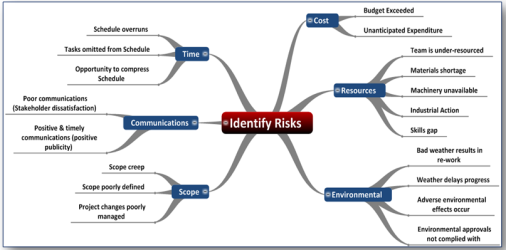 Identify Risks
Time
Schedule overruns
Tasks omitted from Schedule
Opportunity to compress
Schedule
Communications
Poor communications
(Stakeholder dissatisfaction)
Positive & timely
communications (positive
publicity)
Scope
Scope creep
Scope poorly defined
Project changes poorly
managed
Cost
Budget Exceeded
Unanticipated Expenditure
Resources
Team is under-resourced
Materials shortage
Machinery unavailable
Industrial Action
Skills gap
Environmental
Bad weather results in
re-work
Weather delays progress
Adverse environmental
effects occur
Environmental approvals
not complied with